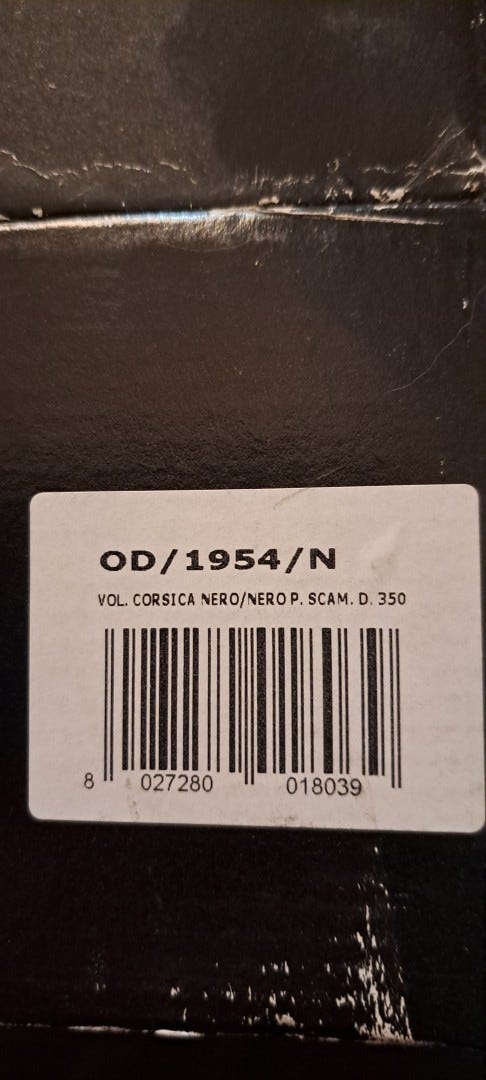 OD/1954/N
VOL. CORSICA NERO/NERO P. SCAM. D. 350
8 027280 018039